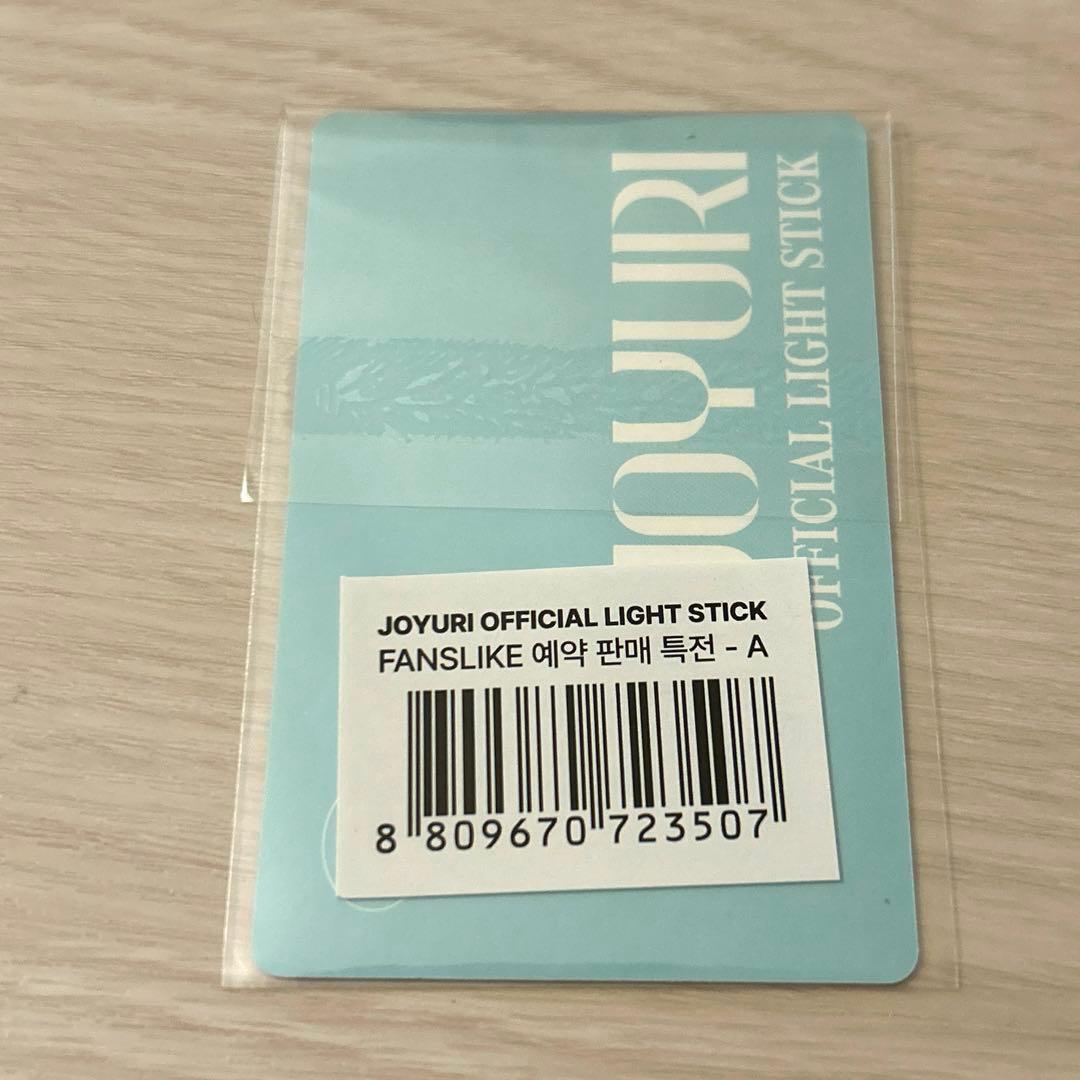 JOYURI
OFFICIAL LIGHT STICK
JOYURI OFFICIAL LIGHT STICK
FANSLIKE 예약 판매 특전 - A
8 809670 723507